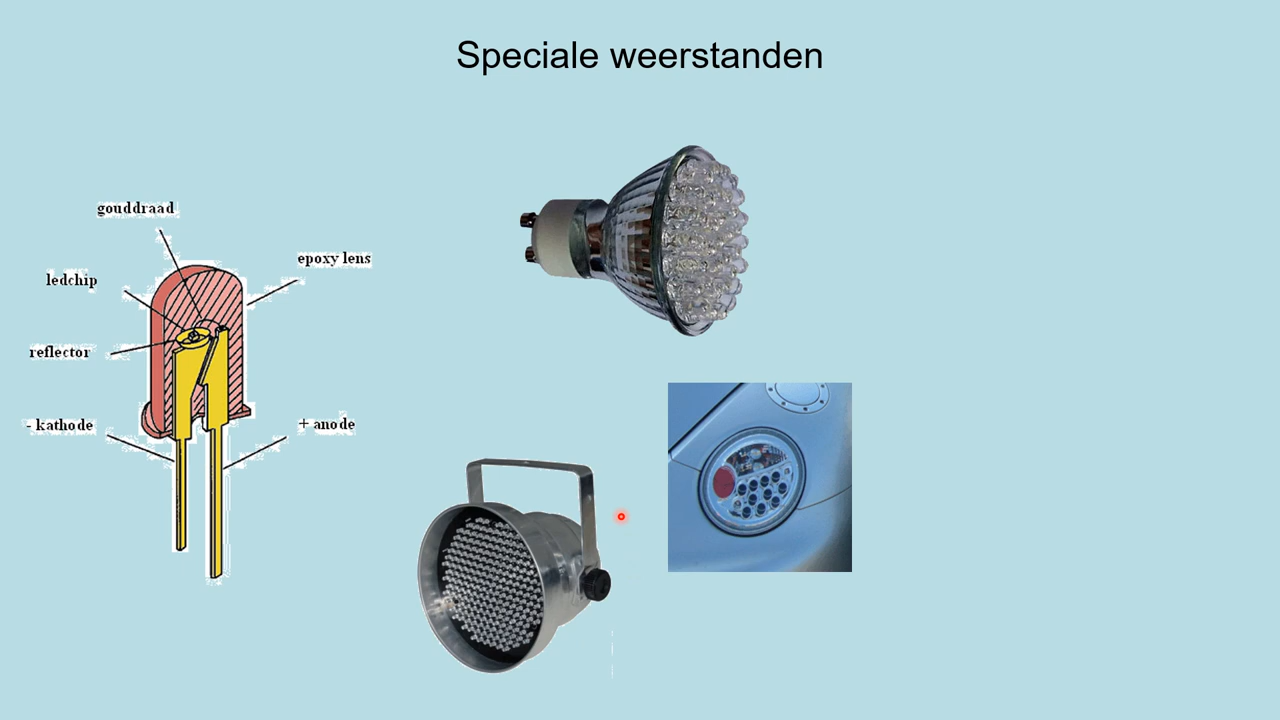 Speciale weerstanden
gouddraad
epoxy lens
ledchip
reflector
- kathode
+ anode